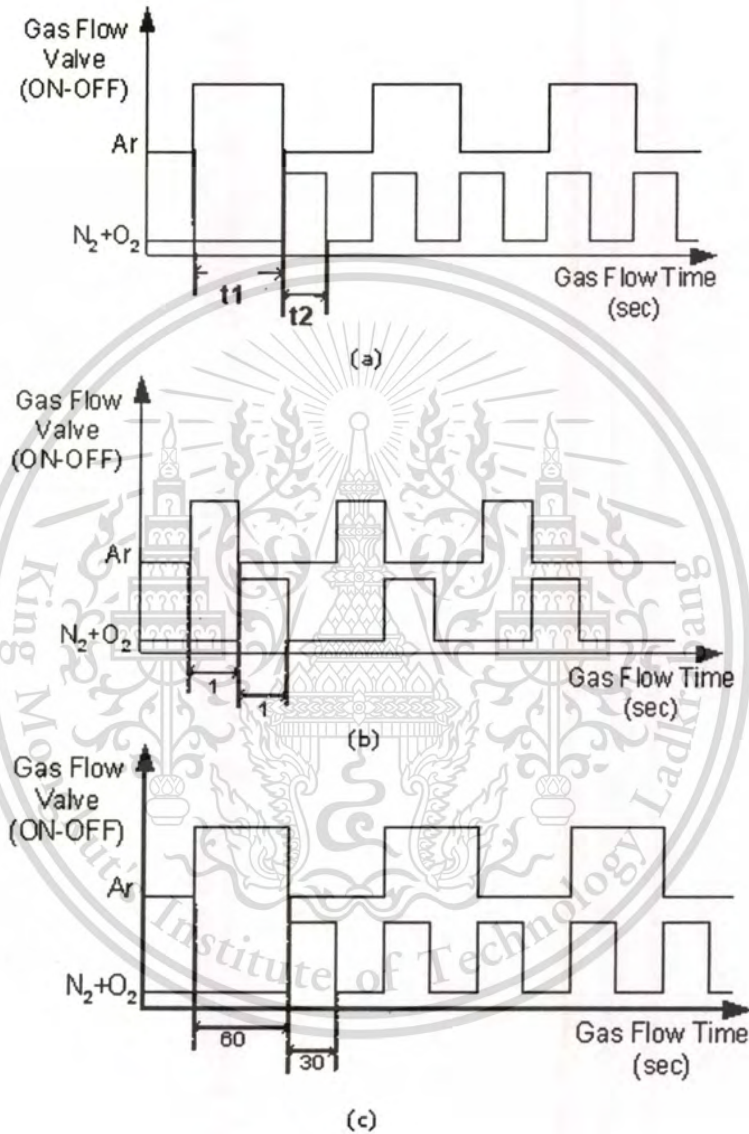 Gas Flow
Valve
(ON-OFF)
Ar
N₂+O₂
t1
t2
Gas Flow Time
(sec)
(a)
Gas Flow
Valve
(ON-OFF)
Ar
N₂+O₂
1
1
Gas Flow Time
(sec)
(b)
Gas Flow
Valve
(ON-OFF)
Ar
N₂+O₂
60
30
Gas Flow Time
(sec)
(c)
King Mongkut's Institute of Technology Ladkrabang